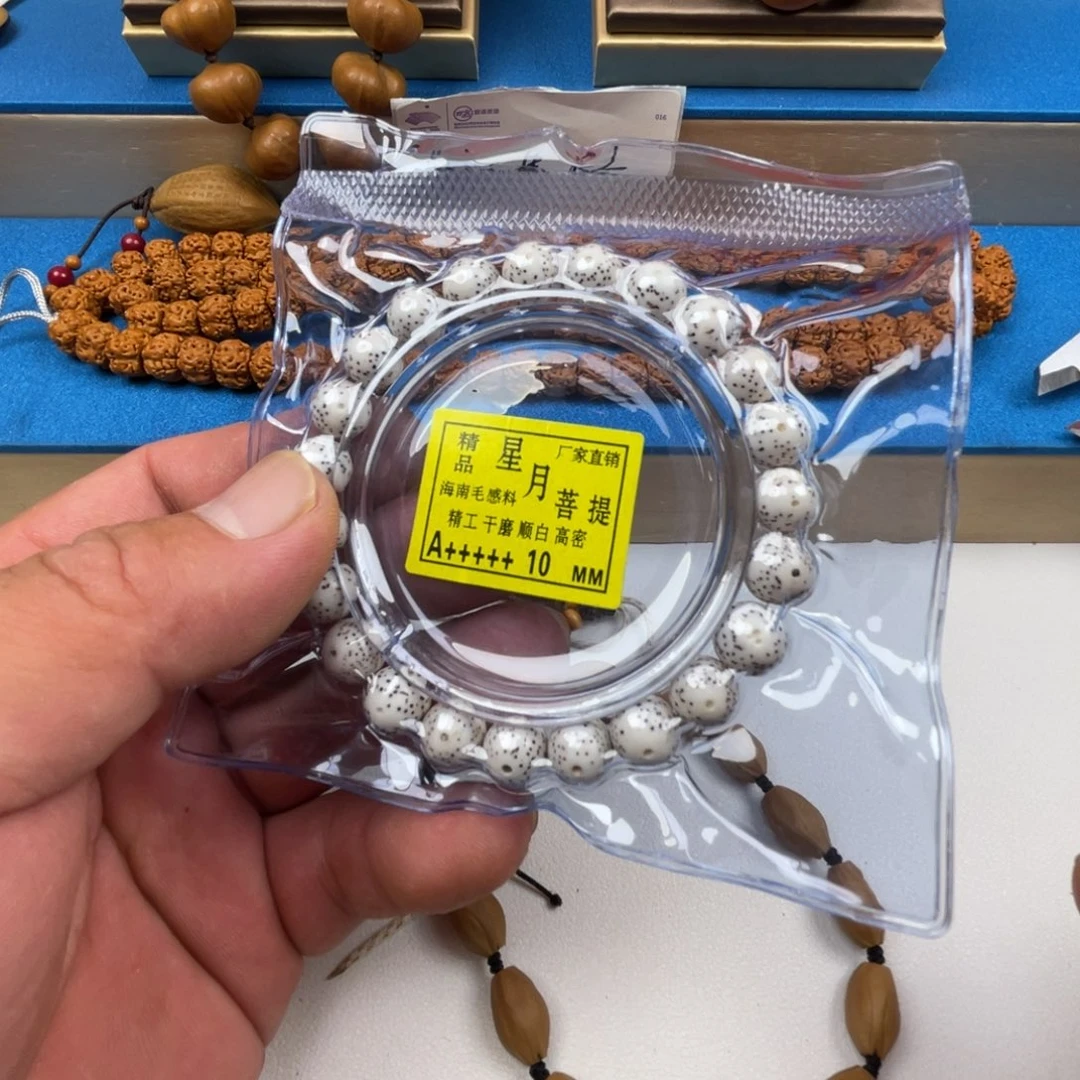 016
精品 星月菩提 厂家直销
海南毛感料
精工 干磨 顺白 高密
A+++++ 10 MM